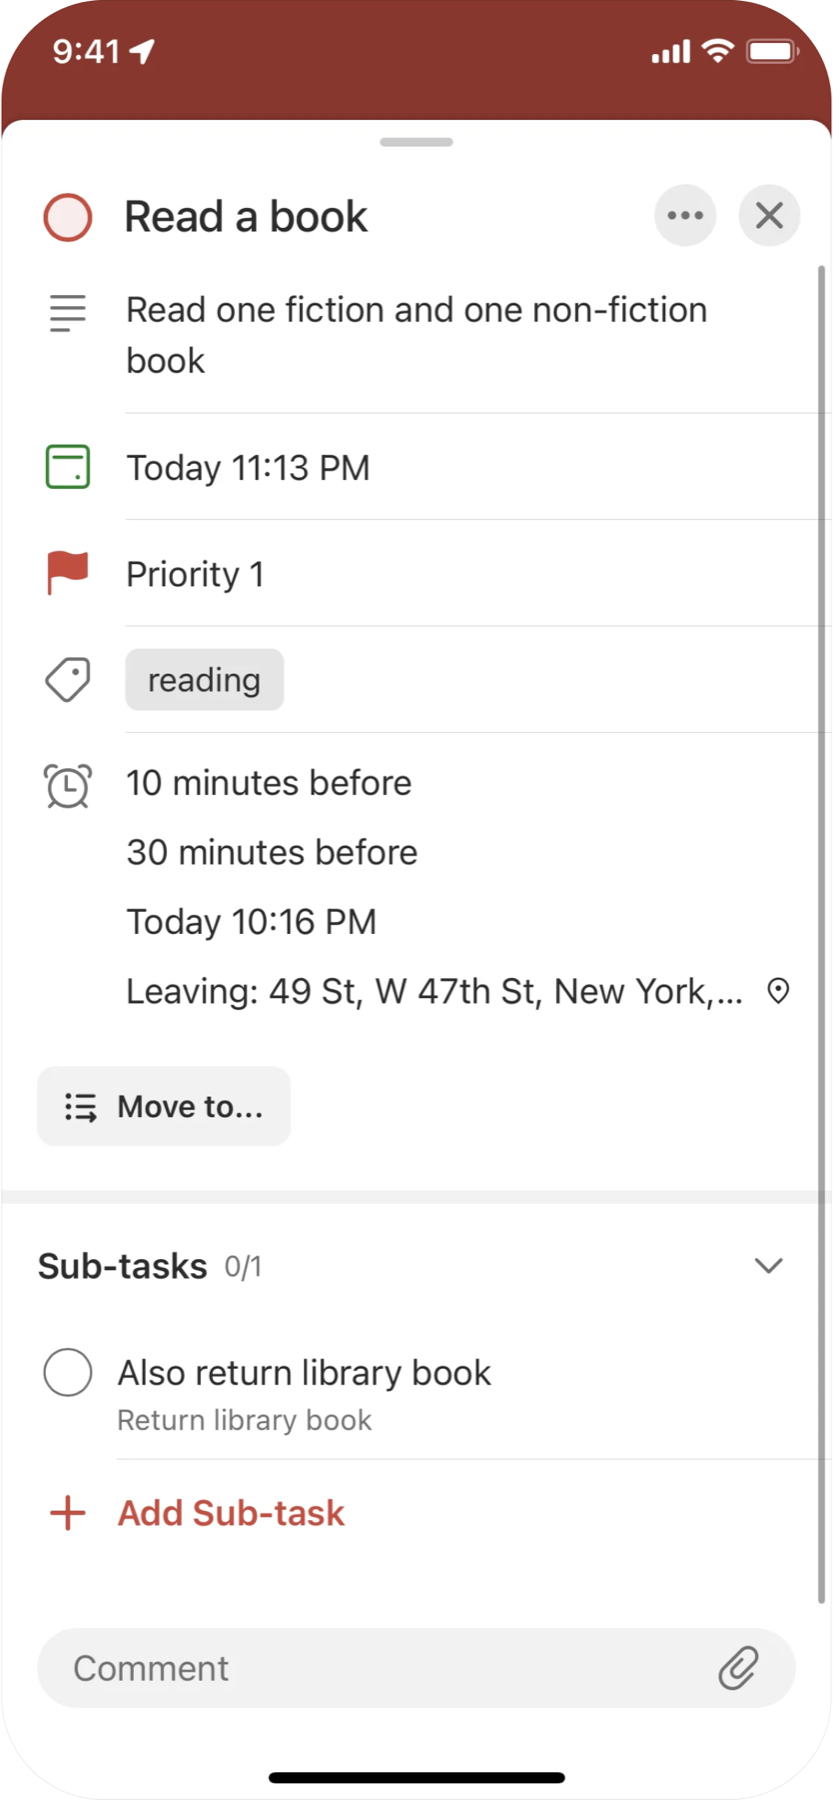 9:41
Read a book
Read one fiction and one non-fiction
book
Today 11:13 PM
Priority 1
reading
10 minutes before
30 minutes before
Today 10:16 PM
Leaving: 49 St, W 47th St, New York,...
Move to...
Sub-tasks 0/1
Also return library book
Return library book
Add Sub-task
Comment